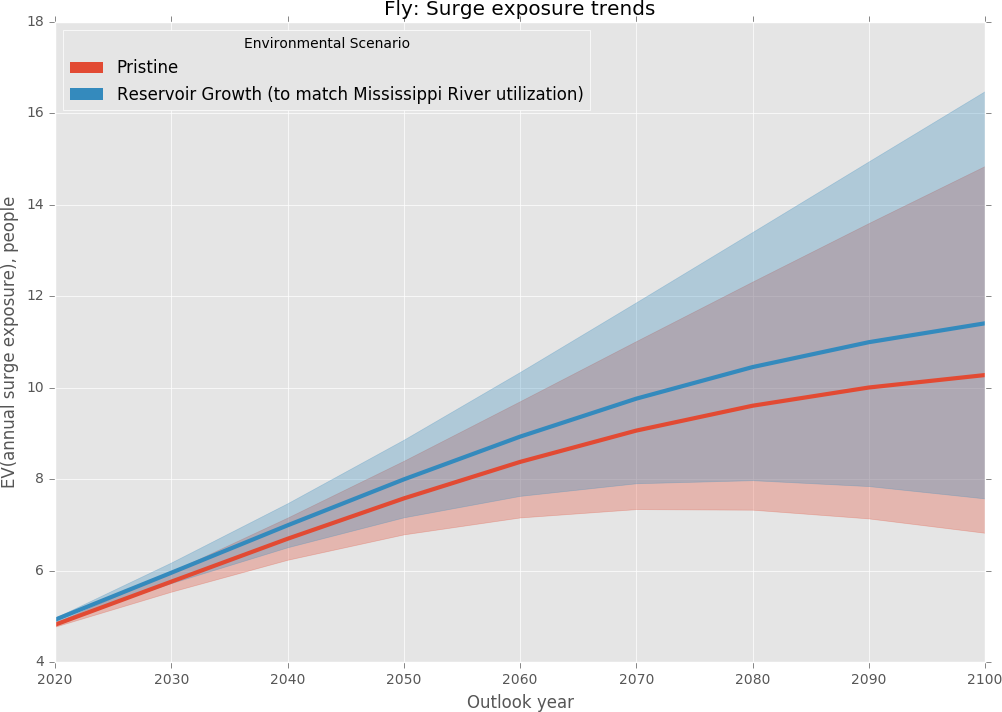 Fly: Surge exposure trends
Environmental Scenario
Pristine
Reservoir Growth (to match Mississippi River utilization)
EV(annual surge exposure), people
18
16
14
12
10
8
6
4
2020 2030 2040 2050 2060 2070 2080 2090 2100
Outlook year